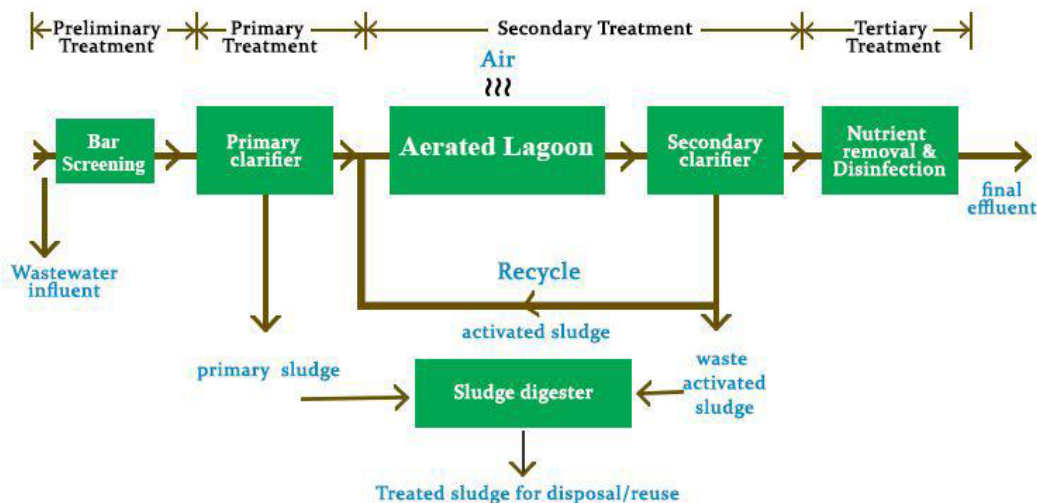 Preliminary
Treatment
Primary
Treatment
Secondary Treatment
Tertiary
Treatment
Air
Bar
Screening
Primary
clarifier
Aerated Lagoon
Secondary
clarifier
Nutrient
removal &
Disinfection
final
effluent
Wastewater
influent
Recycle
activated sludge
primary sludge
Sludge digester
waste
activated
sludge
Treated sludge for disposal/reuse